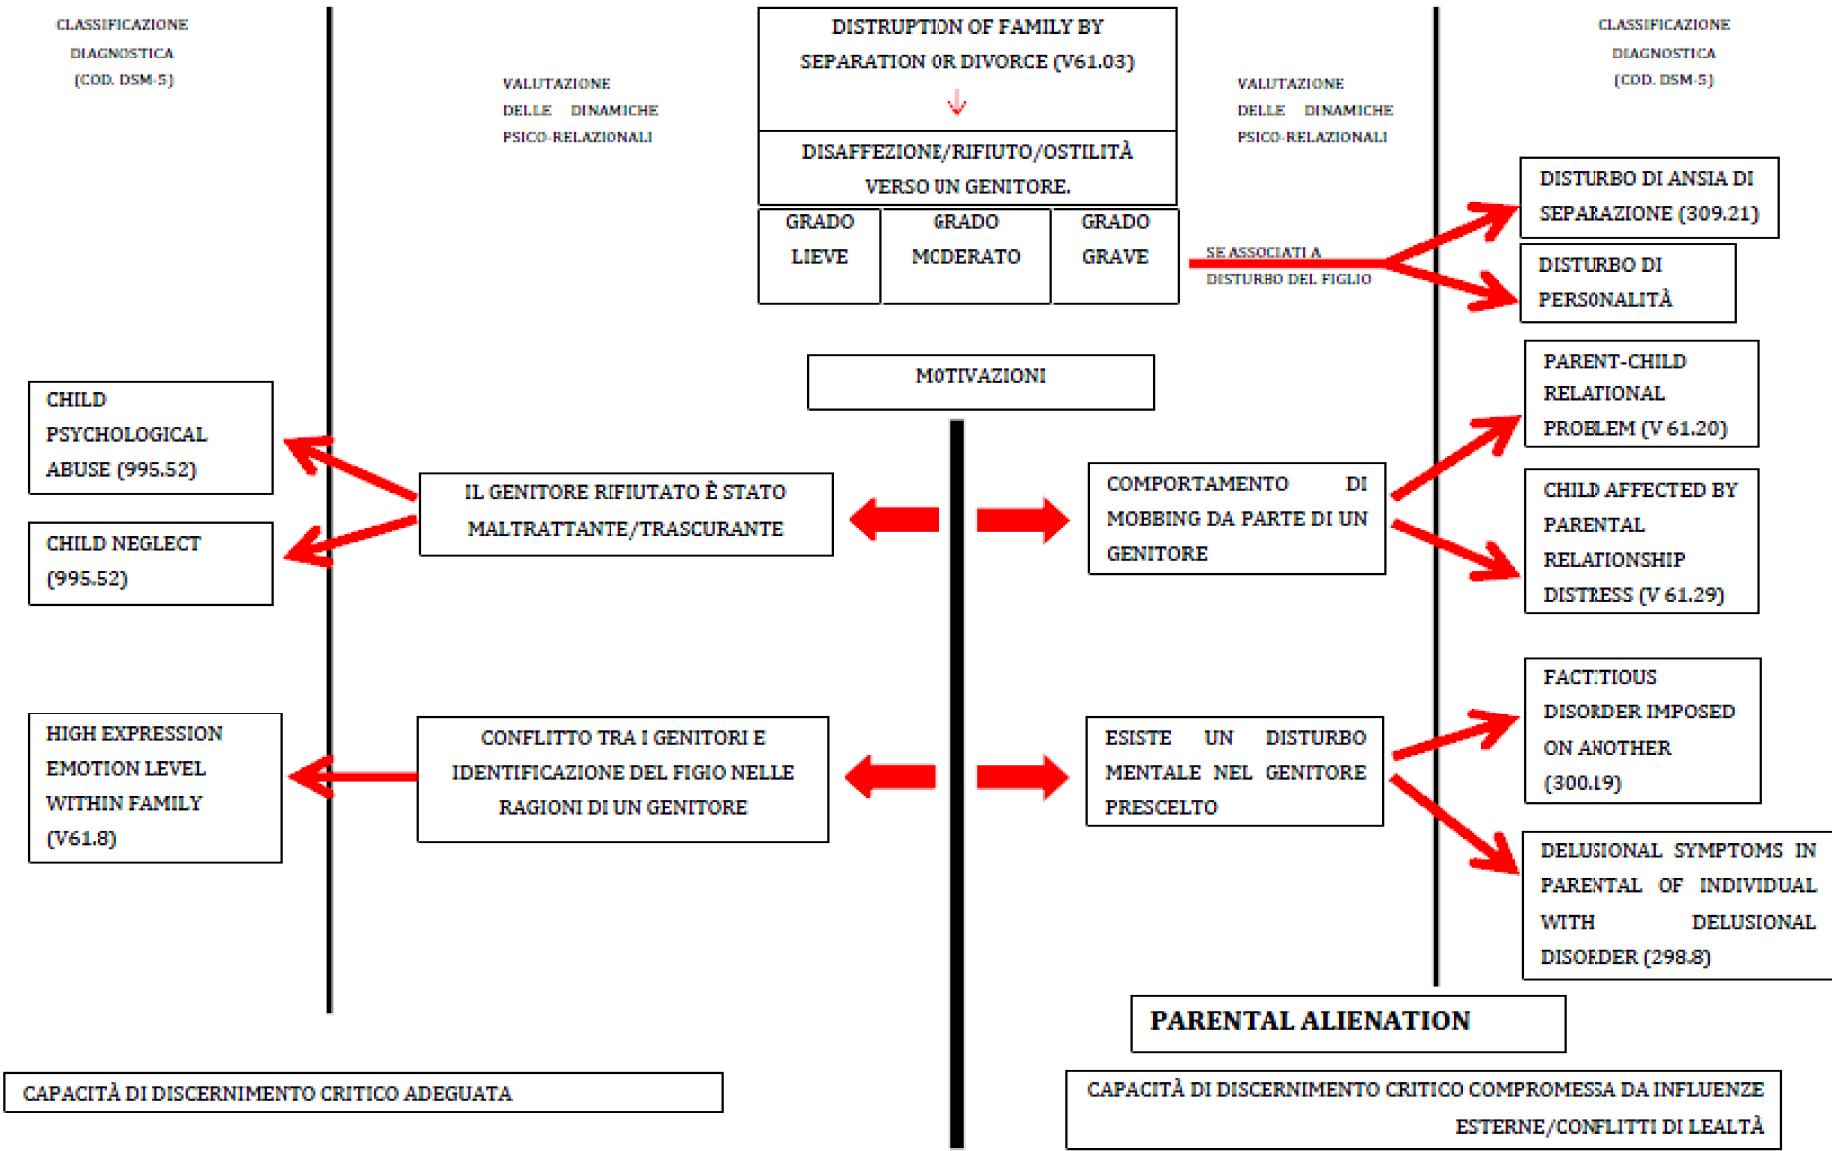 CLASSIFICAZIONE
DIAGNOSTICA
(COD. DSM-5)
VALUTAZIONE
DELLE DINAMICHE
PSICO-RELAZIONALI
DISTRUPTION OF FAMILY BY
SEPARATION OR DIVORCE (V61.03)
DISAFFEZIONE/RIFIUTO/OSTILITÀ
VERSO UN GENITORE.
GRADO
LIEVE
GRADO
MODERATO
GRADO
GRAVE
VALUTAZIONE
DELLE DINAMICHE
PSICO-RELAZIONALI
CLASSIFICAZIONE
DIAGNOSTICA
(COD. DSM-5)
SE ASSOCIATI A
DISTURBO DEL FIGLIO
DISTURBO DI ANSIA DI
SEPARAZIONE (309.21)
DISTURBO DI
PERSONALITÀ
MOTIVAZIONI
CHILD
PSYCHOLOGICAL
ABUSE (995.52)
CHILD NEGLECT
(995.52)
IL GENITORE RIFIUTATO È STATO
MALTRATTANTE/TRASCURANTE
COMPORTAMENTO DI
MOBBING DA PARTE DI UN
GENITORE
PARENT-CHILD
RELATIONAL
PROBLEM (V 61.20)
CHILD AFFECTED BY
PARENTAL
RELATIONSHIP
DISTRESS (V 61.29)
HIGH EXPRESSION
EMOTION LEVEL
WITHIN FAMILY
(V61.8)
CONFLITTO TRA I GENITORI E
IDENTIFICAZIONE DEL FIGIO NELLE
RAGIONI DI UN GENITORE
ESISTE UN DISTURBO
MENTALE NEL GENITORE
PRESCELTO
FACTITIOUS
DISORDER IMPOSED
ON ANOTHER
(300.19)
DELUSIONAL SYMPTOMS IN
PARENTAL OF INDIVIDUAL
WITH DELUSIONAL
DISORDER (298.8)
PARENTAL ALIENATION
CAPACITÀ DI DISCERNIMENTO CRITICO ADEGUATA
CAPACITÀ DI DISCERNIMENTO CRITICO COMPROMESSA DA INFLUENZE
ESTERNE/CONFLITTI DI LEALTÀ